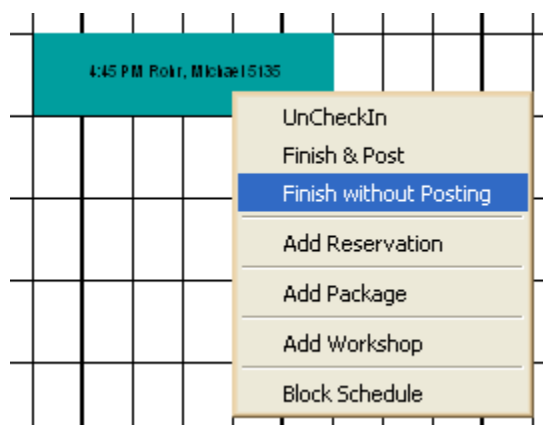 4:45 PM Rohr, Michael 5135
UnCheckIn
Finish & Post
Finish without Posting
Add Reservation
Add Package
Add Workshop
Block Schedule